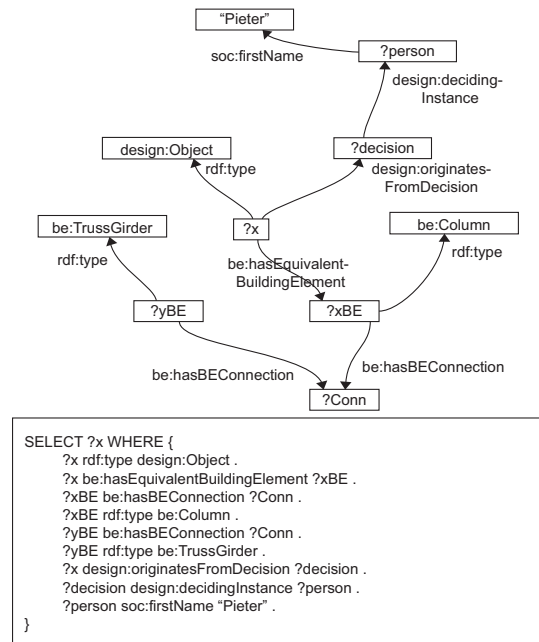 “Pieter”
?person
soc:firstName
design:deciding-
Instance
design:Object
?decision
rdf:type
design:originates-
FromDecision
be:TrussGirder
?x
be:Column
rdf:type
be:hasEquivalent-
BuildingElement
rdf:type
?yBE
?xBE
be:hasBEConnection
be:hasBEConnection
?Conn
SELECT ?x WHERE {
?x rdf:type design:Object .
?x be:hasEquivalentBuildingElement ?xBE .
?xBE be:hasBEConnection ?Conn .
?xBE rdf:type be:Column .
?yBE be:hasBEConnection ?Conn .
?yBE rdf:type be:TrussGirder .
?x design:originatesFromDecision ?decision .
?decision design:decidingInstance ?person .
?person soc:firstName “Pieter” .
}